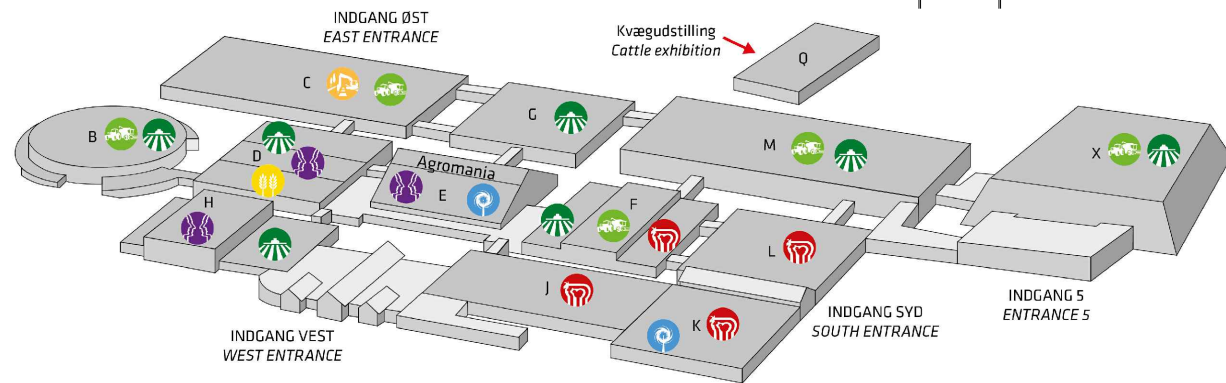 INDGANG ØST
EAST ENTRANCE
Kvægudstilling
Cattle exhibition
Q
C
G
B
M
X
D
Agromania
E
H
F
L
J
K
INDGANG VEST
WEST ENTRANCE
INDGANG SYD
SOUTH ENTRANCE
INDGANG 5
ENTRANCE 5